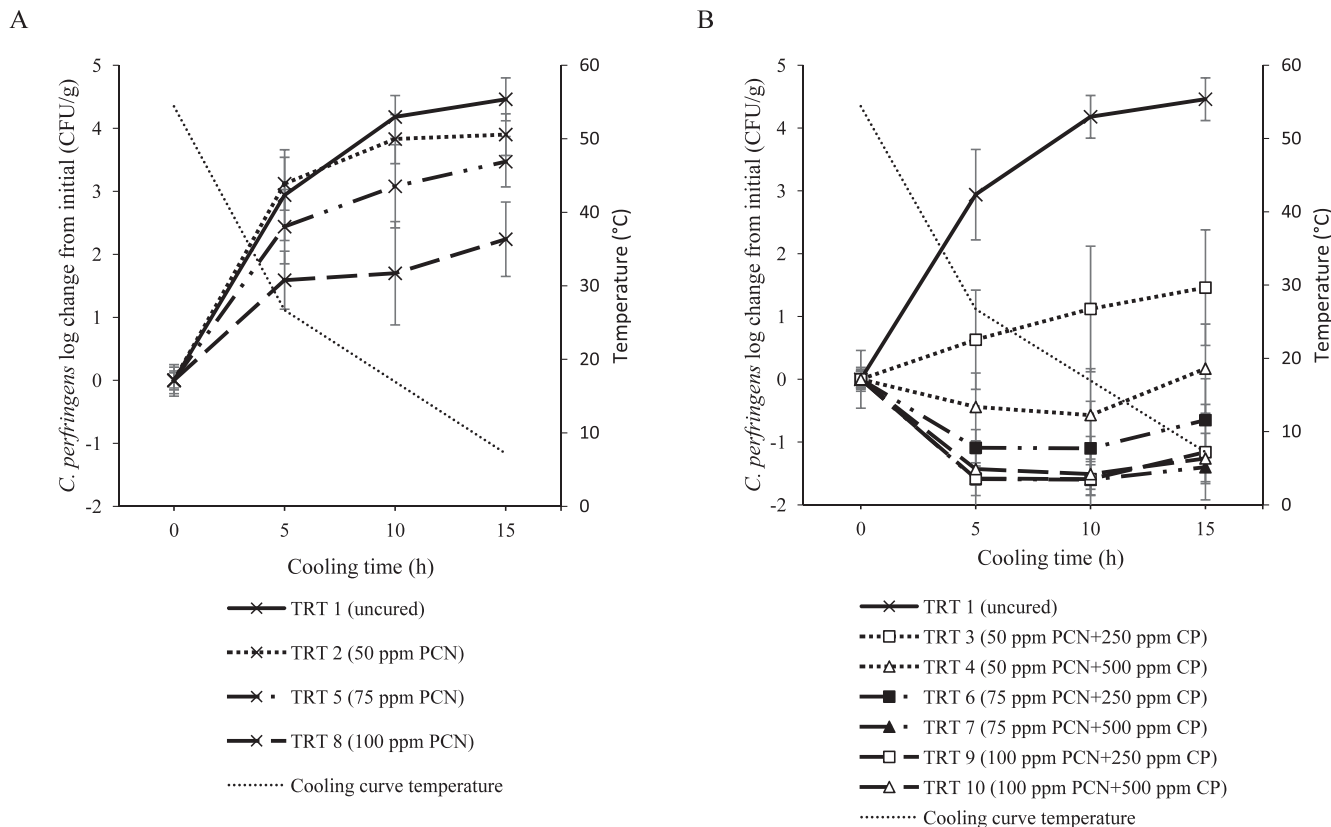 A
C. perfringens log change from initial (CFU/g)
5
4
3
2
1
0
-1
-2
60
50
40
30
20
10
0
Temperature (°C)
0 5 10 15
Cooling time (h)
TRT 1 (uncured)
TRT 2 (50 ppm PCN)
TRT 5 (75 ppm PCN)
TRT 8 (100 ppm PCN)
Cooling curve temperature
B
C. perfringens log change from initial (CFU/g)
5
4
3
2
1
0
-1
-2
60
50
40
30
20
10
0
Temperature (°C)
0 5 10 15
Cooling time (h)
TRT 1 (uncured)
TRT 3 (50 ppm PCN+250 ppm CP)
TRT 4 (50 ppm PCN+500 ppm CP)
TRT 6 (75 ppm PCN+250 ppm CP)
TRT 7 (75 ppm PCN+500 ppm CP)
TRT 9 (100 ppm PCN+250 ppm CP)
TRT 10 (100 ppm PCN+500 ppm CP)
Cooling curve temperature